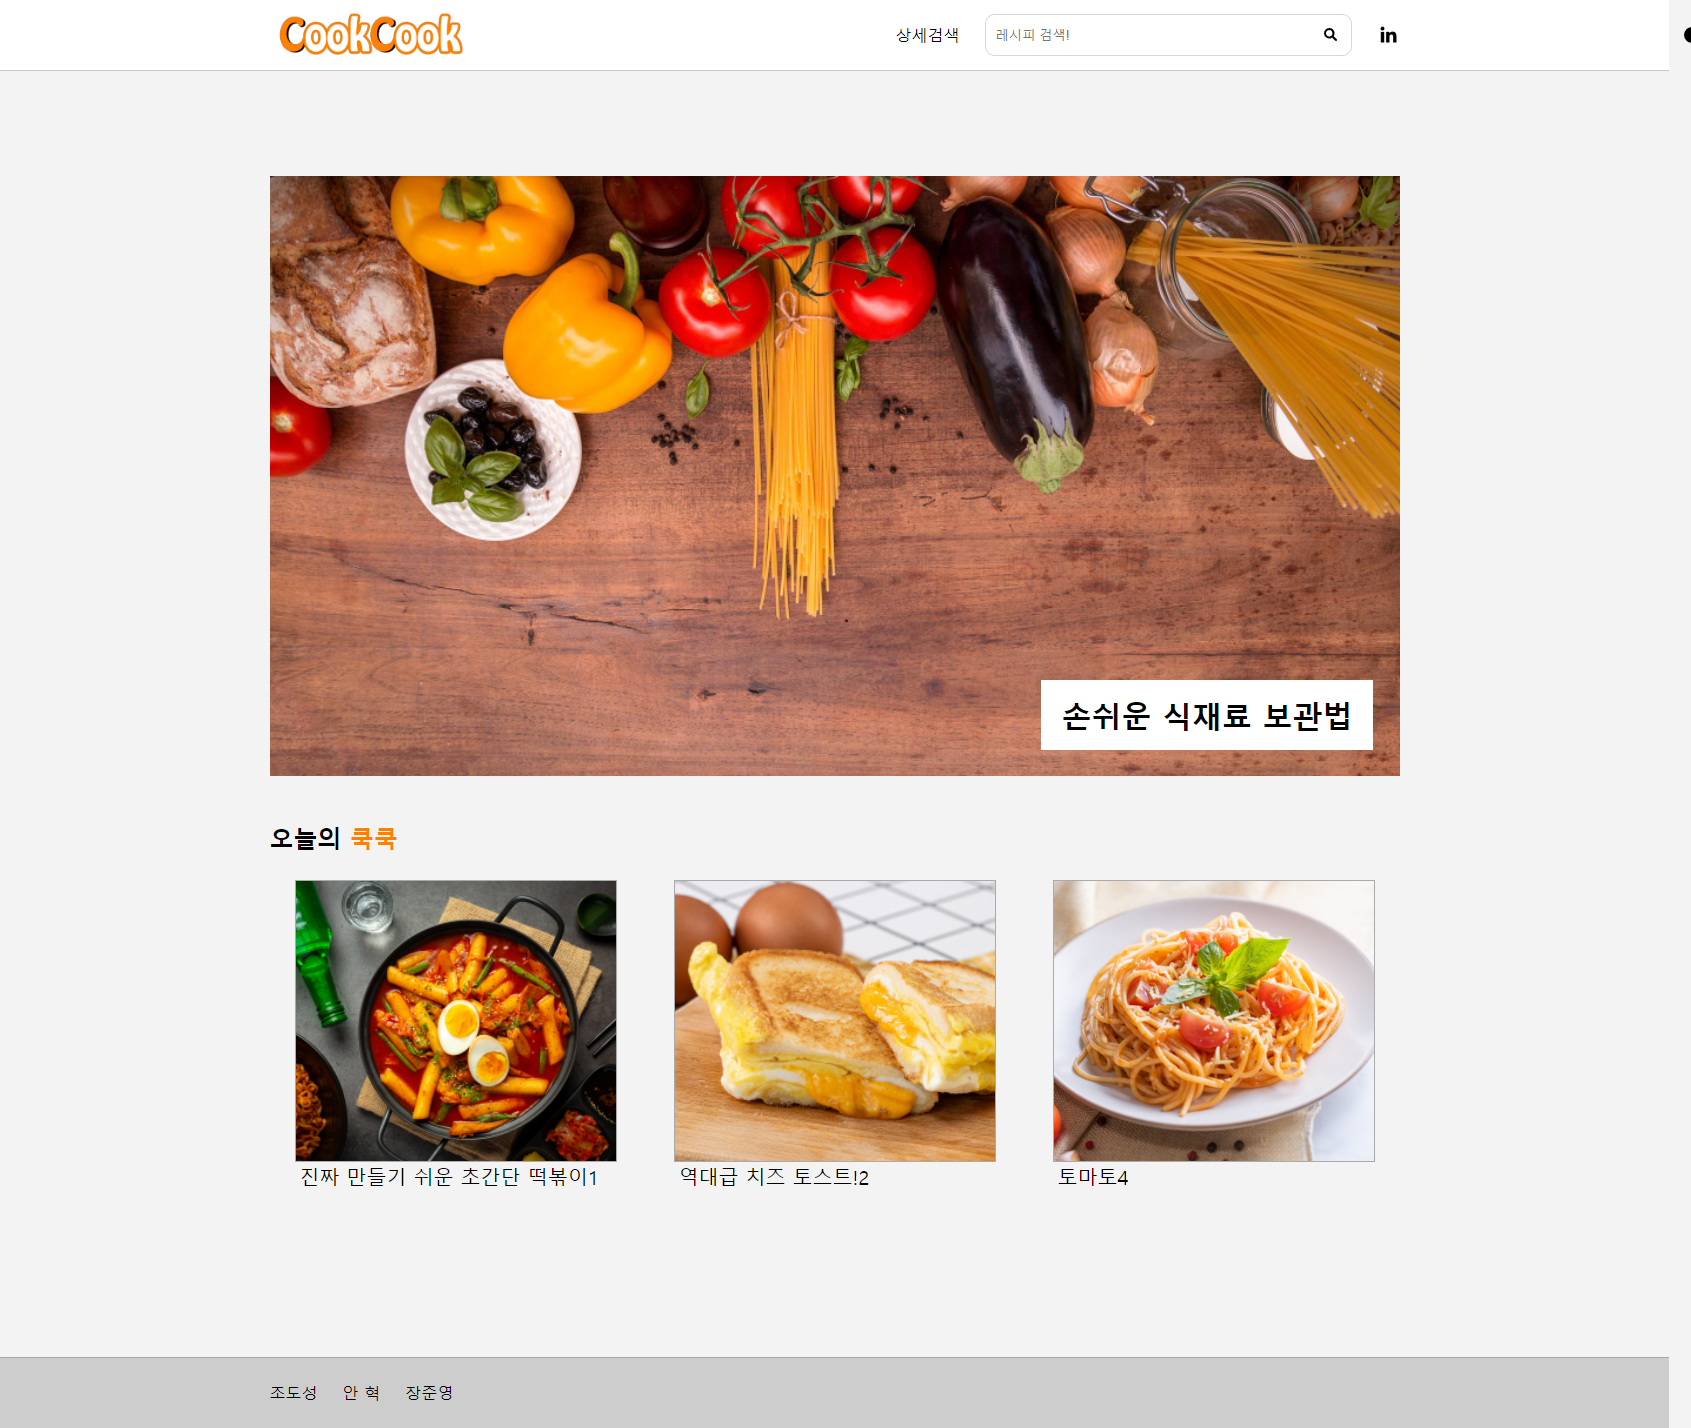 CookCook
상세검색
레시피 검색!
in
손쉬운 식재료 보관법
오늘의 쿡쿡
진짜 만들기 쉬운 초간단 떡볶이1
역대급 치즈 토스트!2
토마토4
조도성 안 혁 장준영